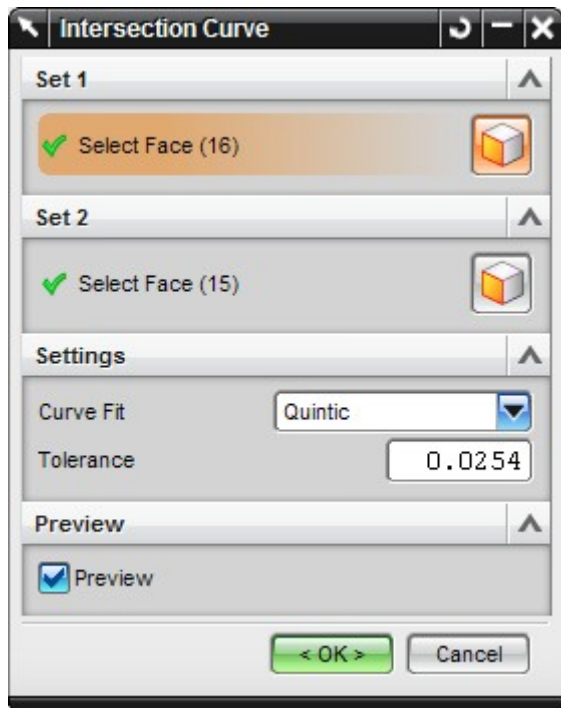 Intersection Curve
Set 1
Select Face (16)
Set 2
Select Face (15)
Settings
Curve Fit Quintic
Tolerance 0.0254
Preview
Preview
< OK > Cancel